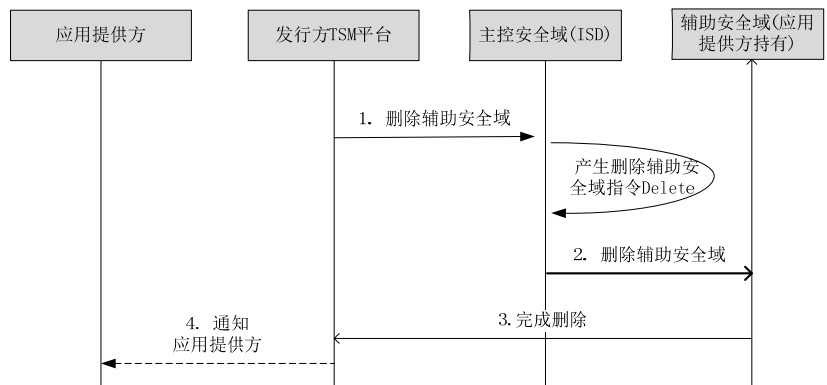 应用提供方
发行方TSM平台
主控安全域(ISD)
辅助安全域(应用
提供方持有)
1. 删除辅助安全域
产生删除辅助安
全域指令Delete
2. 删除辅助安全域
3.完成删除
4. 通知
应用提供方